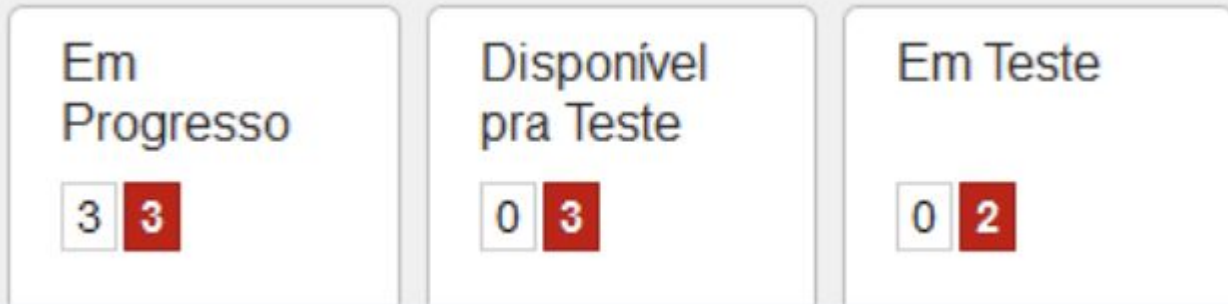 Em
Progresso
3 3
Disponível
pra Teste
0 3
Em Teste
0 2